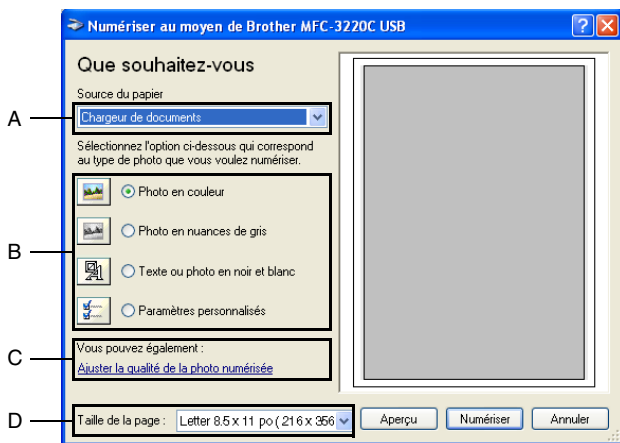 Numériser au moyen de Brother MFC-3220C USB
Que souhaitez-vous
Source du papier
A
Chargeur de documents
Sélectionnez l'option ci-dessous qui correspond
au type de photo que vous voulez numériser.
Photo en couleur
Photo en nuances de gris
B
Texte ou photo en noir et blanc
Paramètres personnalisés
Vous pouvez également :
C
Ajuster la qualité de la photo numérisée
D
Taille de la page : Letter 8.5 x 11 po ( 216 x 356 Aperçu Numériser Annuler